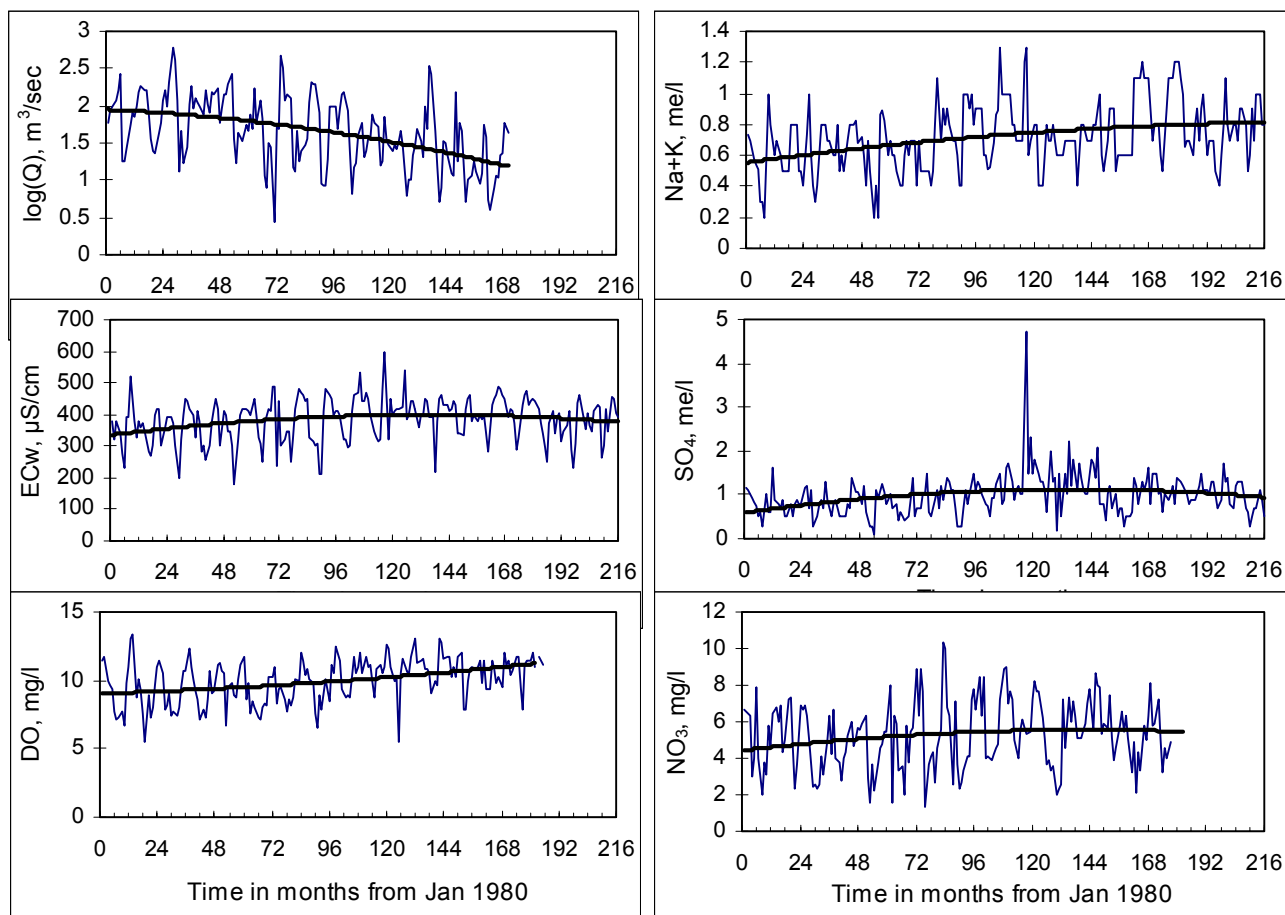 log(Q), m³/sec
3
2.5
2
1.5
1
0.5
0
0 24 48 72 96 120 144 168 192 216
Na+K, me/l
1.4
1.2
1
0.8
0.6
0.4
0.2
0
0 24 48 72 96 120 144 168 192 216
ECw, µS/cm
700
600
500
400
300
200
100
0
0 24 48 72 96 120 144 168 192 216
SO₄, me/l
5
4
3
2
1
0
0 24 48 72 96 120 144 168 192 216
DO, mg/l
15
10
5
0
0 24 48 72 96 120 144 168 192 216
Time in months from Jan 1980
NO₃, mg/l
12
10
8
6
4
2
0
0 24 48 72 96 120 144 168 192 216
Time in months from Jan 1980